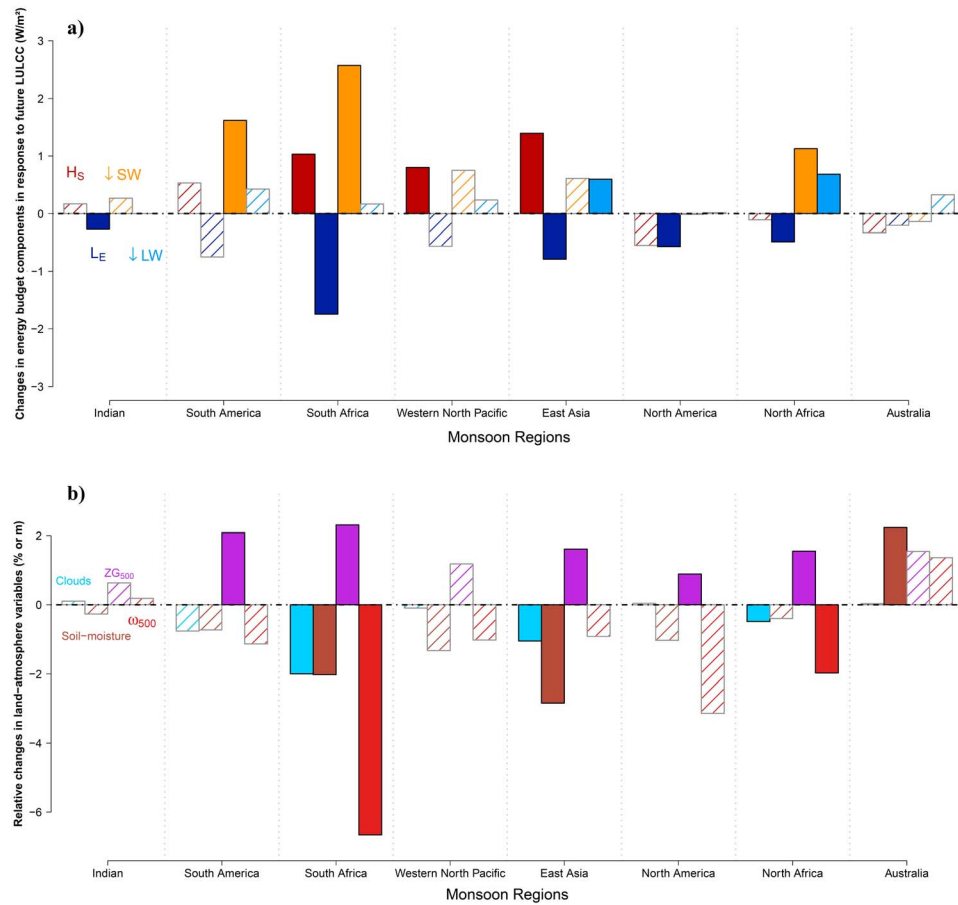 a)
Changes in energy budget components in response to future LULCC (W/m²)
3
2
1
0
−1
−2
−3
H_S ↓ SW
L_E ↓ LW
Indian South America South Africa Western North Pacific East Asia North America North Africa Australia
Monsoon Regions
b)
Relative changes in land−atmosphere variables (% or m)
2
0
−2
−4
−6
Clouds ZG500
Soil−moisture ω500
Indian South America South Africa Western North Pacific East Asia North America North Africa Australia
Monsoon Regions